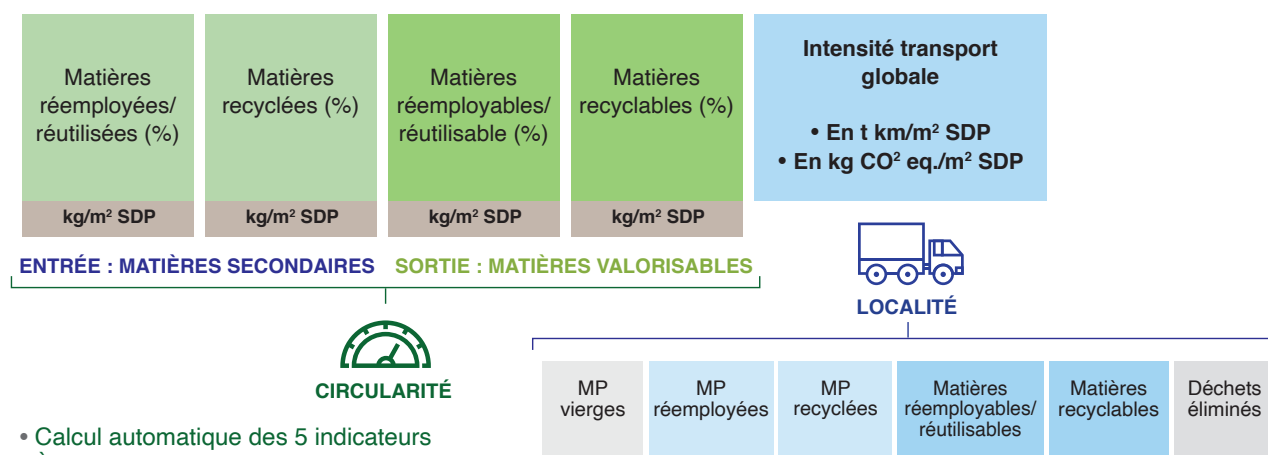 Matières
réemployées/
réutilisées (%)
Matières
recyclées (%)
Matières
réemployables/
réutilisable (%)
Matières
recyclables (%)
Intensité transport
globale
• En t km/m² SDP
• En kg CO² eq./m² SDP
kg/m² SDP
kg/m² SDP
kg/m² SDP
kg/m² SDP
ENTRÉE : MATIÈRES SECONDAIRES
SORTIE : MATIÈRES VALORISABLES
LOCALITÉ
CIRCULARITÉ
MP
vierges
MP
réemployées
MP
recyclées
Matières
réemployables/
réutilisables
Matières
recyclables
Déchets
éliminés
• Calcul automatique des 5 indicateurs